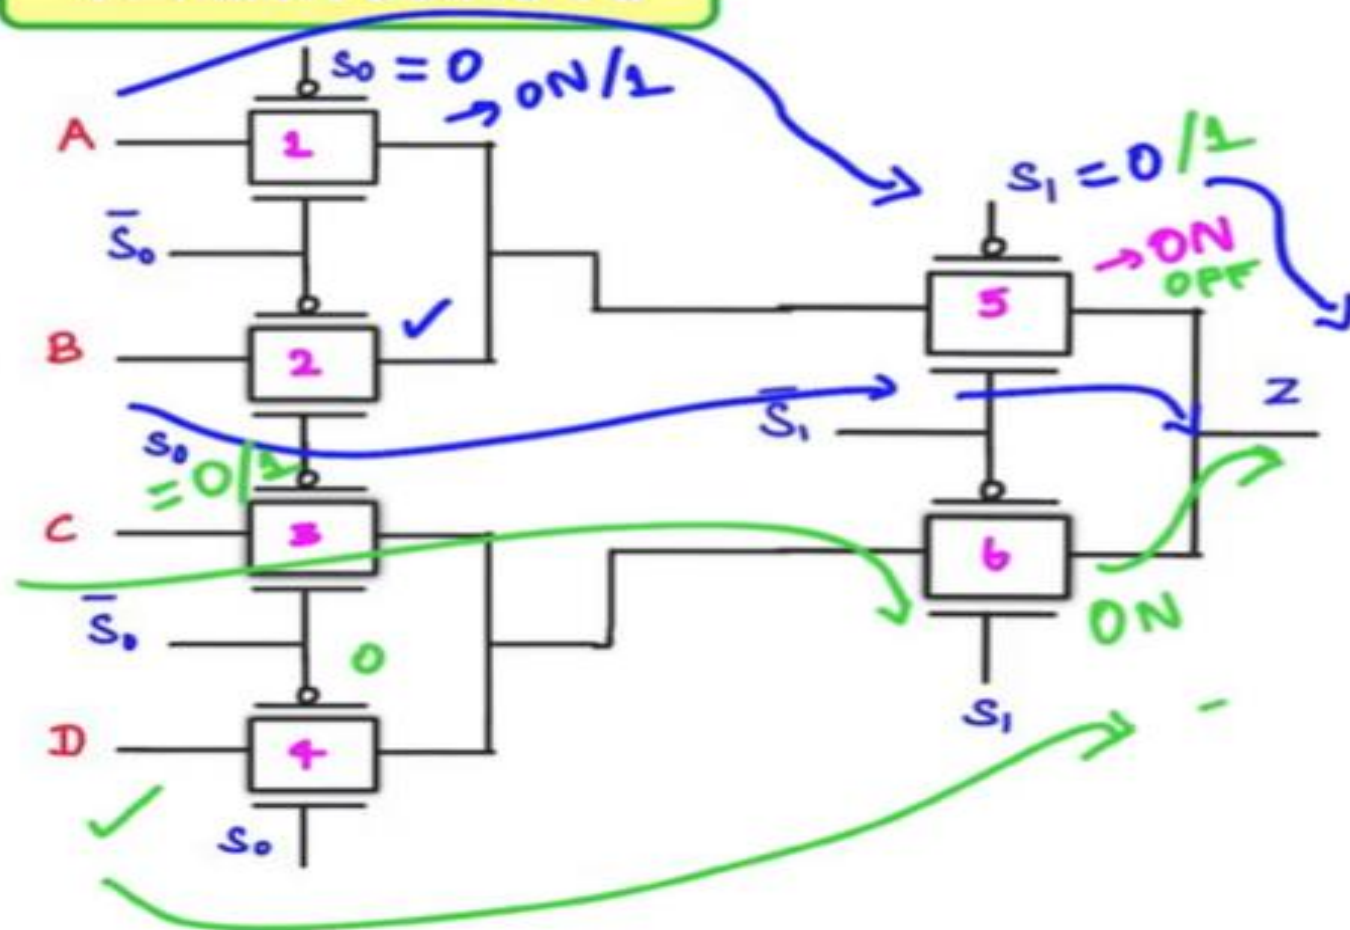 S₀ = 0
→ ON/1
A
1
S̄₀
B
2
✓
S₀
= 0/1
C
3
S̄₀
0
D
4
✓
S₀
S₁ = 0/1
→ ON
OFF
5
S̄₁
Z
6
ON
S₁